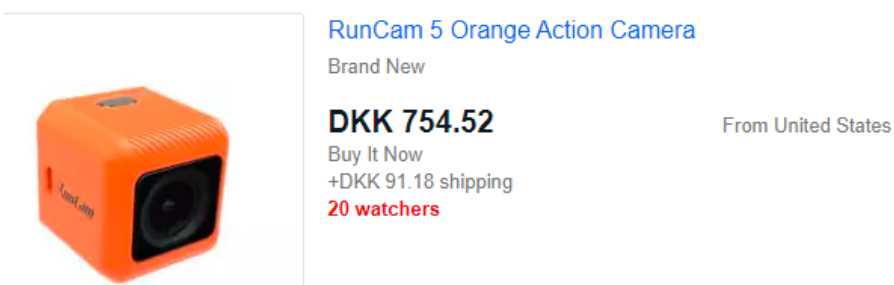 RunCam 5 Orange Action Camera
Brand New
DKK 754.52
From United States
Buy It Now
+DKK 91.18 shipping
20 watchers
RunCam